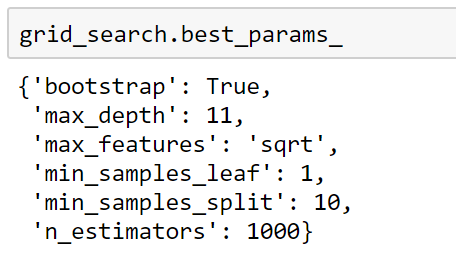 grid_search.best_params_
{'bootstrap': True,
'max_depth': 11,
'max_features': 'sqrt',
'min_samples_leaf': 1,
'min_samples_split': 10,
'n_estimators': 1000}